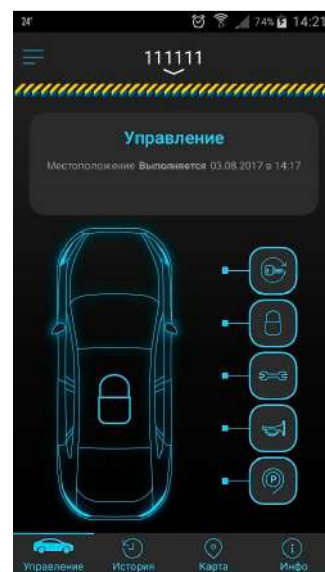 24° 74% 14:21
111111
Управление
Местоположение Выполняется 03.08.2017 в 14:17
P
Управление История Карта Инфо